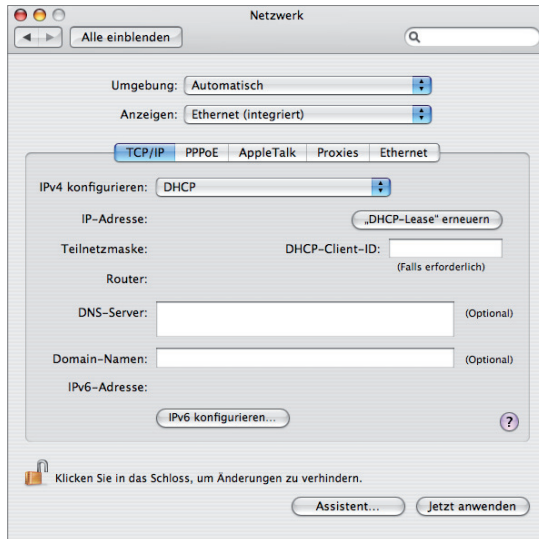 Netzwerk
Alle einblenden
Umgebung: Automatisch
Anzeigen: Ethernet (integriert)
TCP/IP PPPoE AppleTalk Proxies Ethernet
IPv4 konfigurieren: DHCP
IP-Adresse: „DHCP-Lease" erneuern
Teilnetzmaske: DHCP-Client-ID:
(Falls erforderlich)
Router:
DNS-Server: (Optional)
Domain-Namen: (Optional)
IPv6-Adresse:
IPv6 konfigurieren... ?
Klicken Sie in das Schloss, um Änderungen zu verhindern.
Assistent... Jetzt anwenden